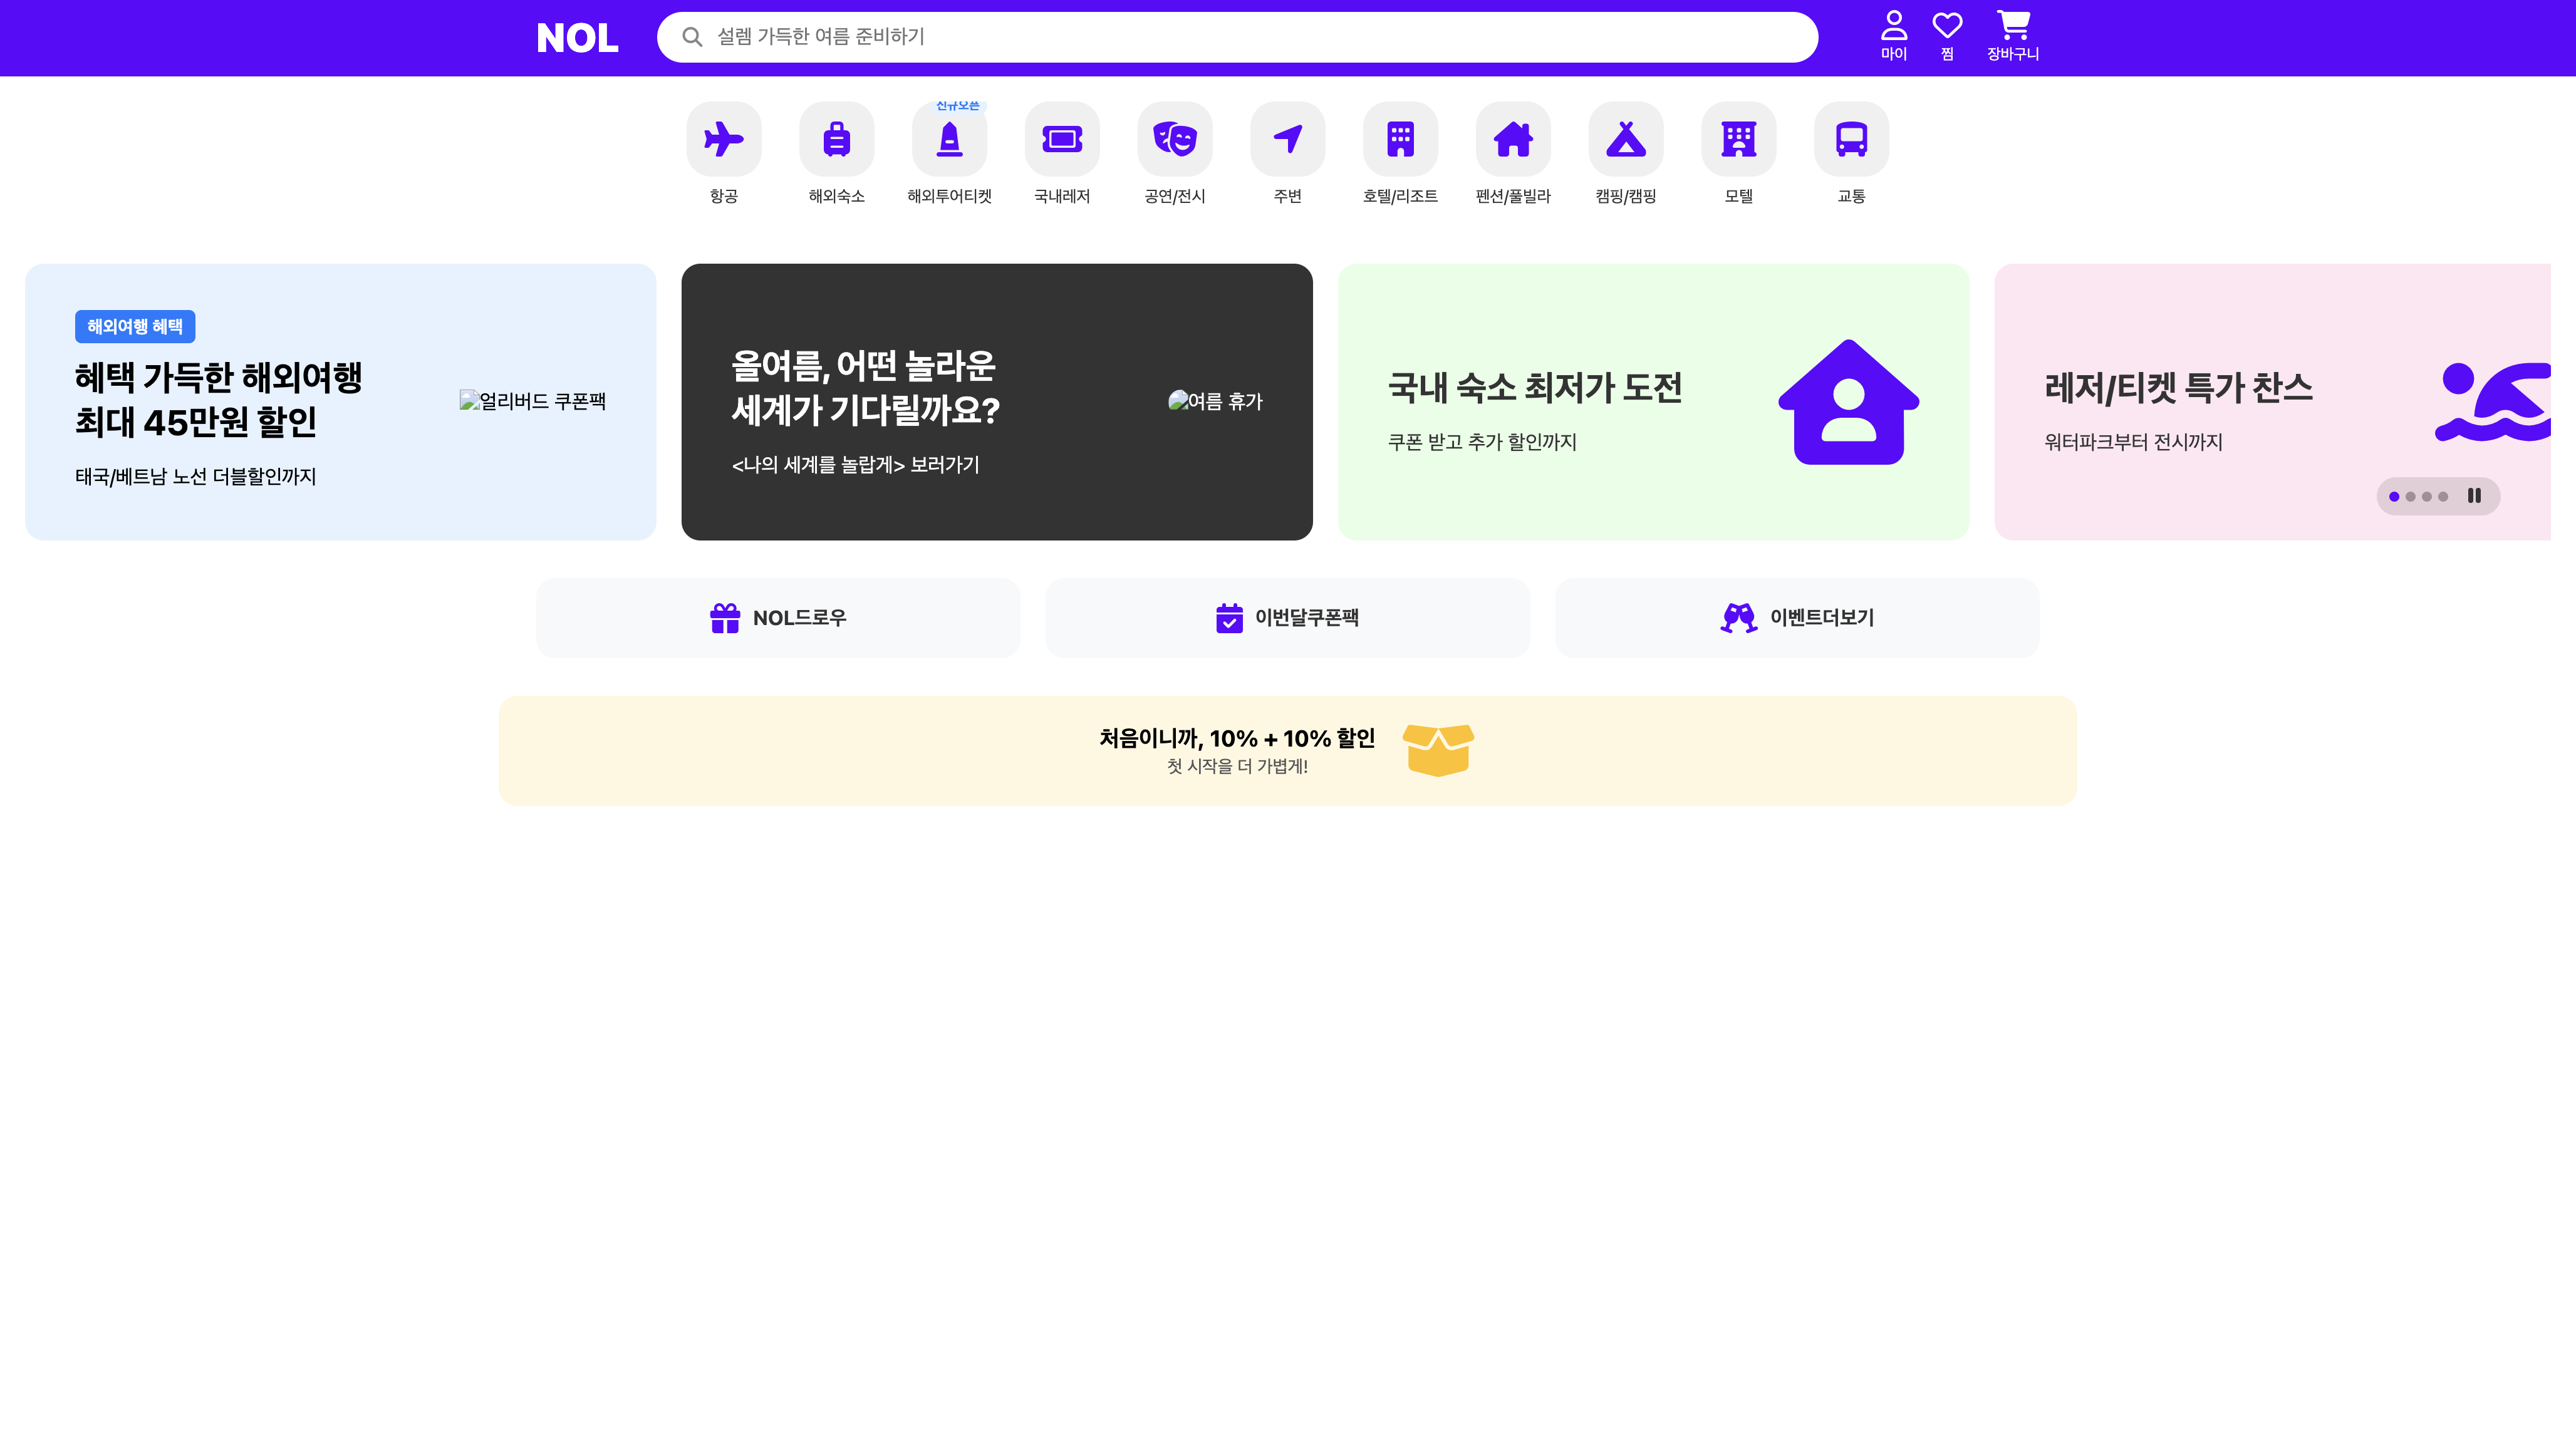 NOL
설렘 가득한 여름 준비하기
마이
찜
장바구니
신규오픈
항공
해외숙소
해외투어티켓
국내레저
공연/전시
주변
호텔/리조트
펜션/풀빌라
캠핑/캠핑
모텔
교통
해외여행 혜택
혜택 가득한 해외여행
최대 45만원 할인
태국/베트남 노선 더블할인까지
얼리버드 쿠폰팩
올여름, 어떤 놀라운
세계가 기다릴까요?
<나의 세계를 놀랍게> 보러가기
여름 휴가
국내 숙소 최저가 도전
쿠폰 받고 추가 할인까지
레저/티켓 특가 찬스
워터파크부터 전시까지
NOL드로우
이번달쿠폰팩
이벤트더보기
처음이니까, 10% + 10% 할인
첫 시작을 더 가볍게!